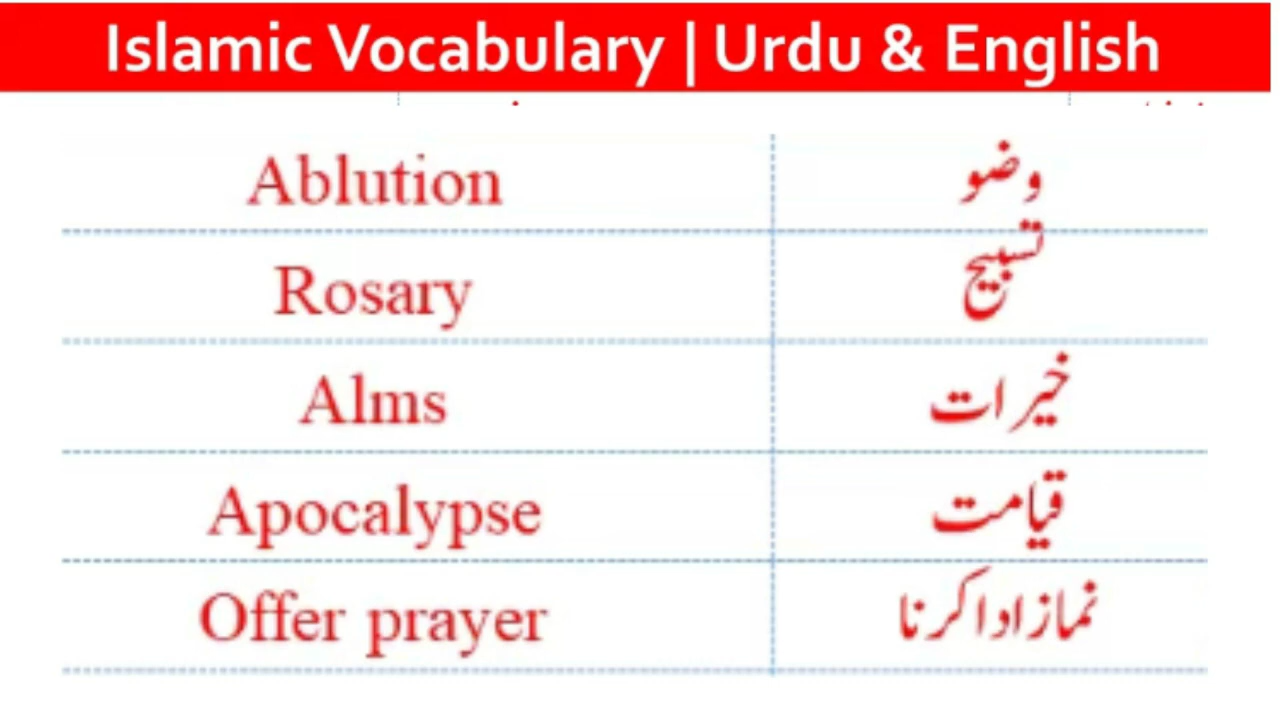 Islamic Vocabulary | Urdu & English
Ablution وضو
Rosary تسبیح
Alms خیرات
Apocalypse قیامت
Offer prayer نماز ادا کرنا